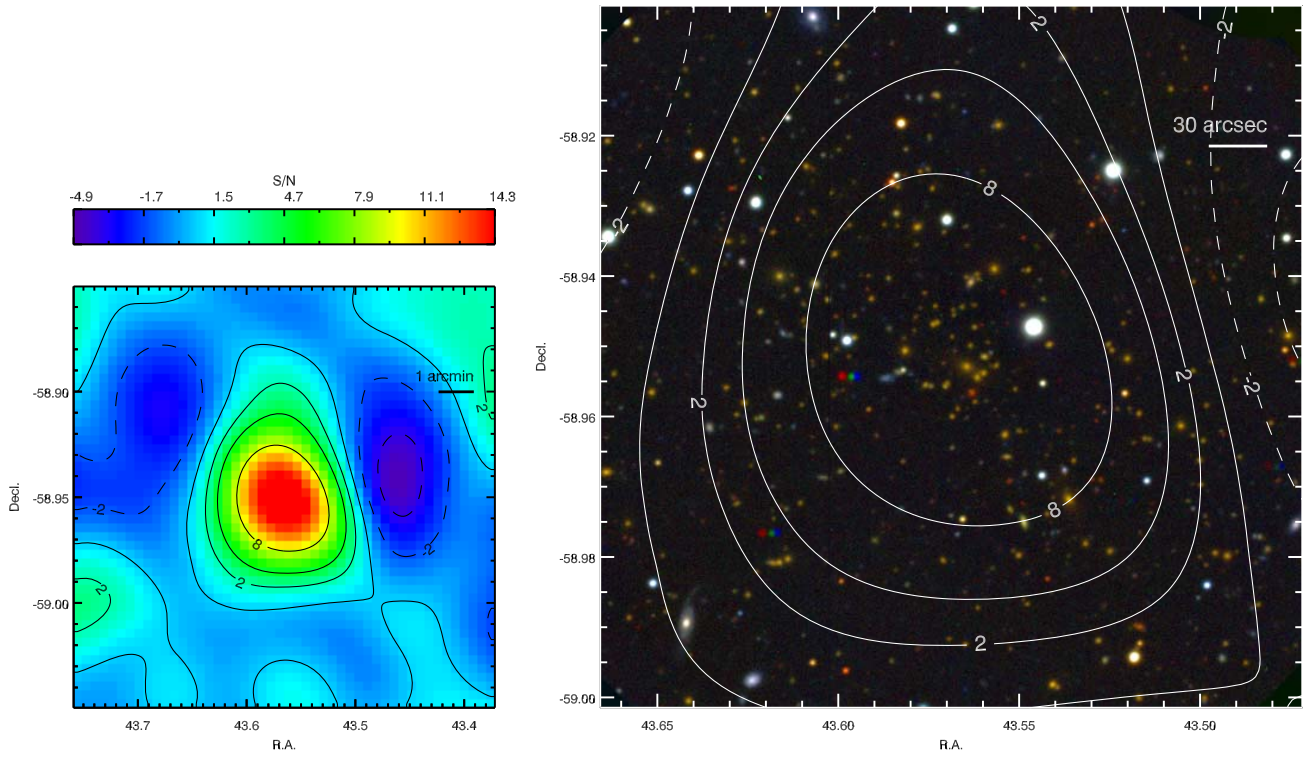 S/N
-4.9 -1.7 1.5 4.7 7.9 11.1 14.3
1 arcmin
-58.90
-58.95
-59.00
Decl.
2
-2
8
-2
2
2
43.7 43.6 43.5 43.4
R.A.
2
-2
30 arcsec
-58.92
8
-2
-58.94
Decl.
2
-2
2
-58.96
8
-58.98
2
-59.00
43.65 43.60 43.55 43.50
R.A.